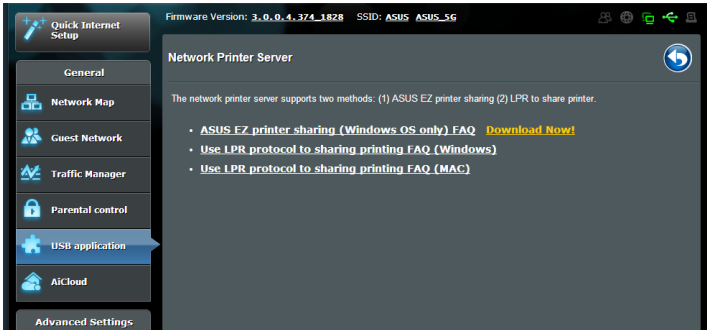 Quick Internet
Setup
Firmware Version: 3.0.0.4.374_1828 SSID: ASUS ASUS_5G
General
Network Printer Server
Network Map
The network printer server supports two methods: (1) ASUS EZ printer sharing (2) LPR to share printer.
Guest Network
• ASUS EZ printer sharing (Windows OS only) FAQ Download Now!
• Use LPR protocol to sharing printing FAQ (Windows)
• Use LPR protocol to sharing printing FAQ (MAC)
Traffic Manager
Parental control
USB application
AiCloud
Advanced Settings